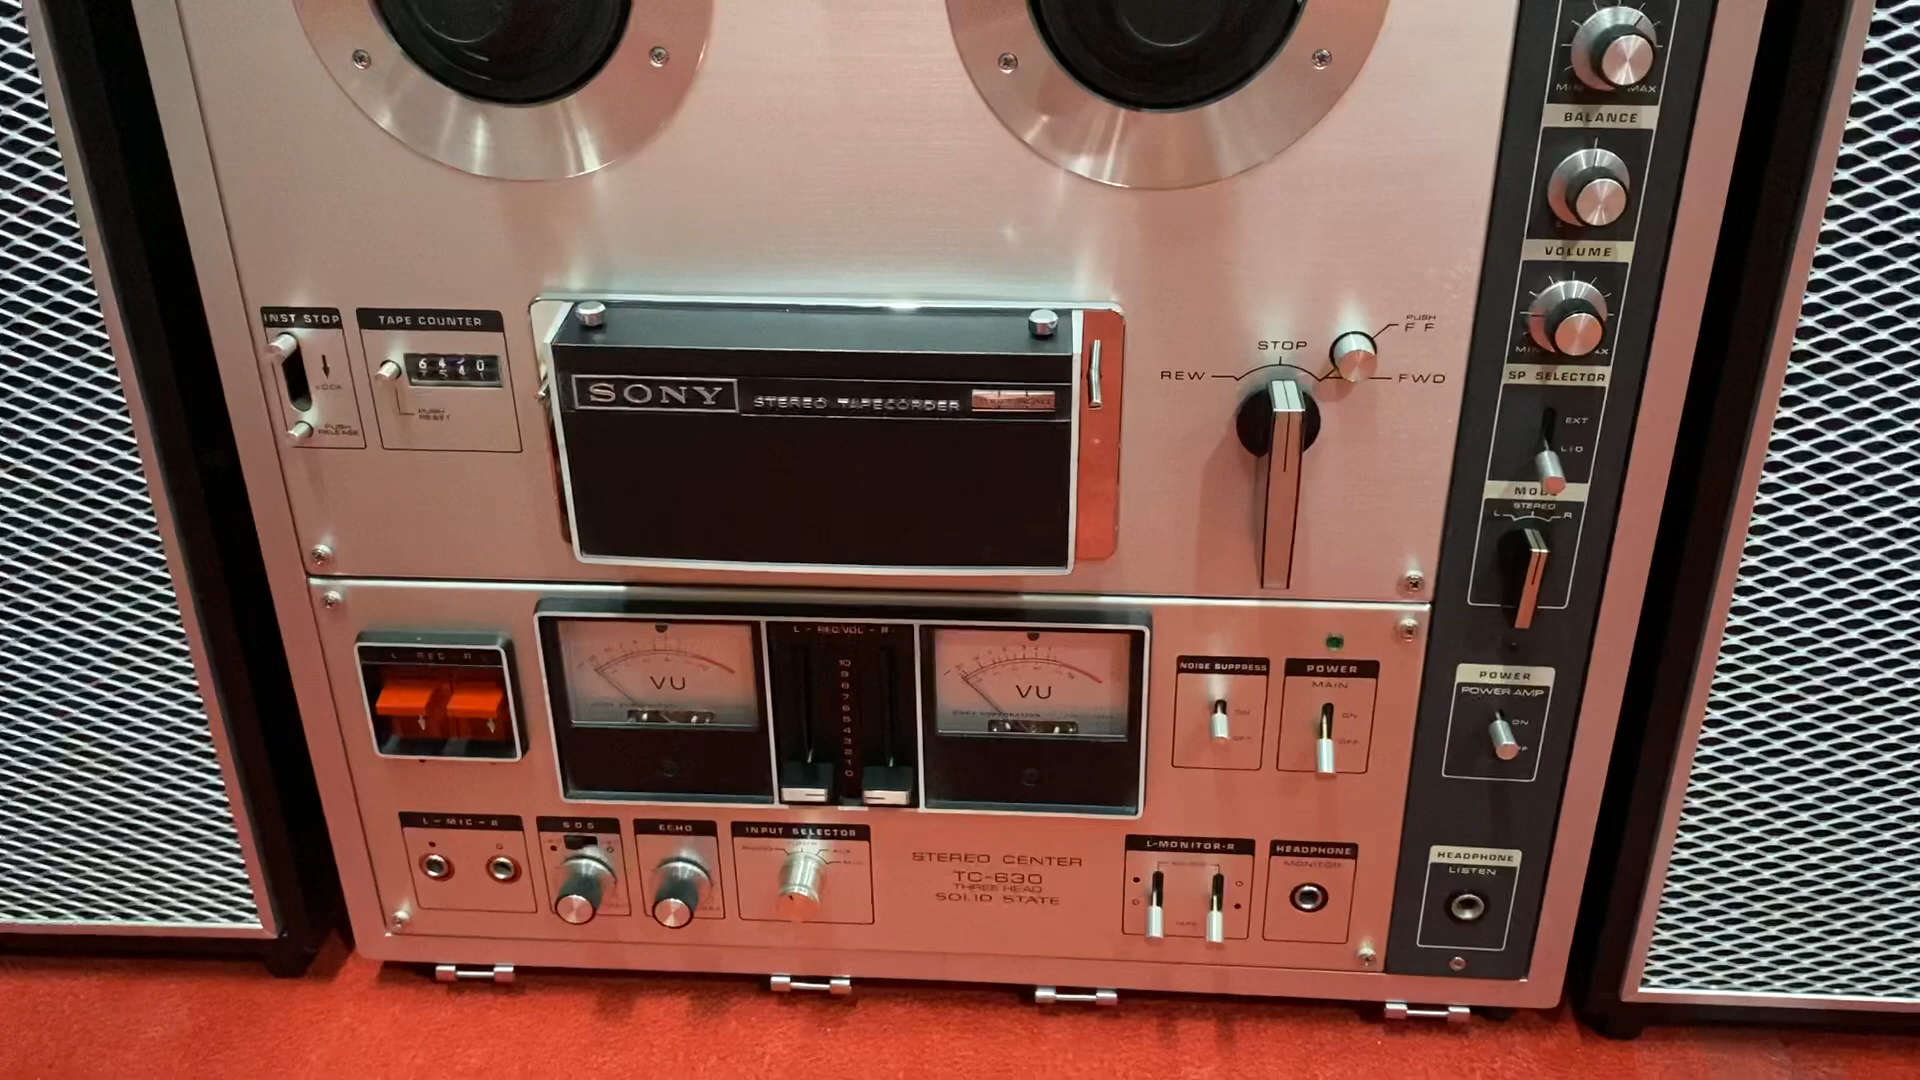 MIN MAX
BALANCE
VOLUME
MIN
SP SELECTOR
EXT
LID
MODE
STEREO
L R
POWER
POWER AMP
ON
HEADPHONE
LISTEN
INST STOP
LOCK
PUSH
RELEASE
TAPE COUNTER
PUSH
RESET
SONY
STEREO TAPECORDER
STOP
REW
FWD
PUSH
F F
L - REC - R
L - REC VOL - R
10
9
8
7
6
5
4
3
2
1
0
VU
VU
SONY CORPORATION
NOISE SUPPRESS
ON
OFF
POWER
MAIN
ON
OFF
L - MIC - R
SOS
ECHO
INPUT SELECTOR
AUX
STEREO CENTER
TC-630
THREE HEAD
SOLID STATE
L-MONITOR-R
SOURCE
TAPE
HEADPHONE
MONITOR